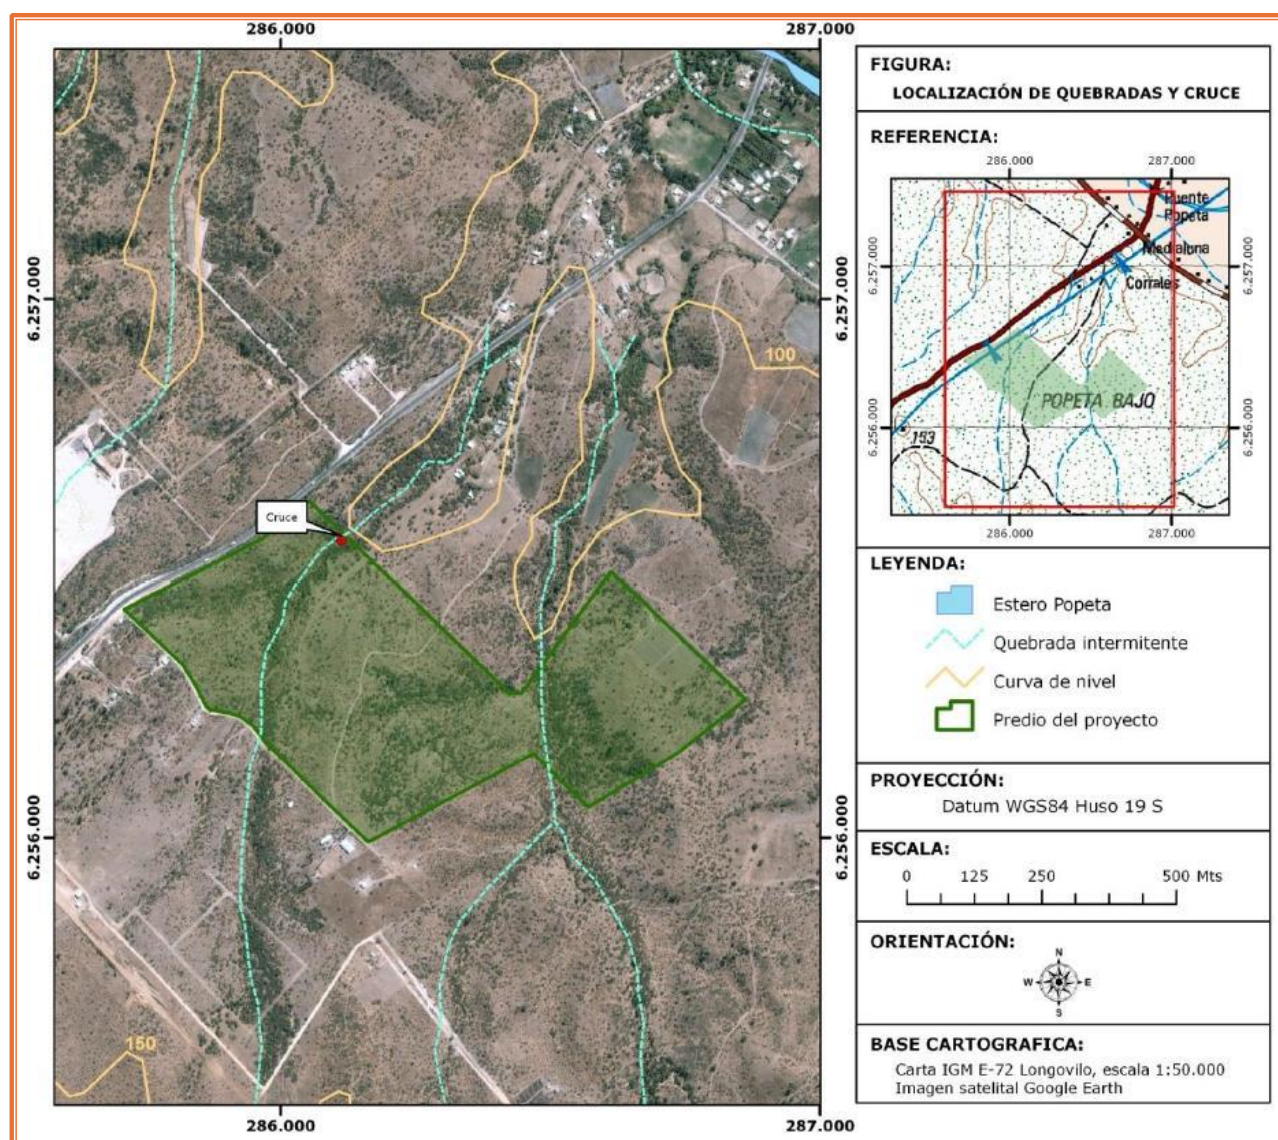 286.000
287.000
6.257.000
6.257.000
100
Cruce
6.256.000
6.256.000
150
286.000
287.000
FIGURA:
LOCALIZACIÓN DE QUEBRADAS Y CRUCE
REFERENCIA:
286.000
287.000
Puente
Popeta
Medialuna
Corrales
6.257.000
6.257.000
POPETA BAJO
6.256.000
6.256.000
153
286.000
287.000
LEYENDA:
Estero Popeta
Quebrada intermitente
Curva de nivel
Predio del proyecto
PROYECCIÓN:
Datum WGS84 Huso 19 S
ESCALA:
0 125 250 500 Mts
ORIENTACIÓN:
N
W E
S
BASE CARTOGRAFICA:
Carta IGM E-72 Longovilo, escala 1:50.000
Imagen satelital Google Earth